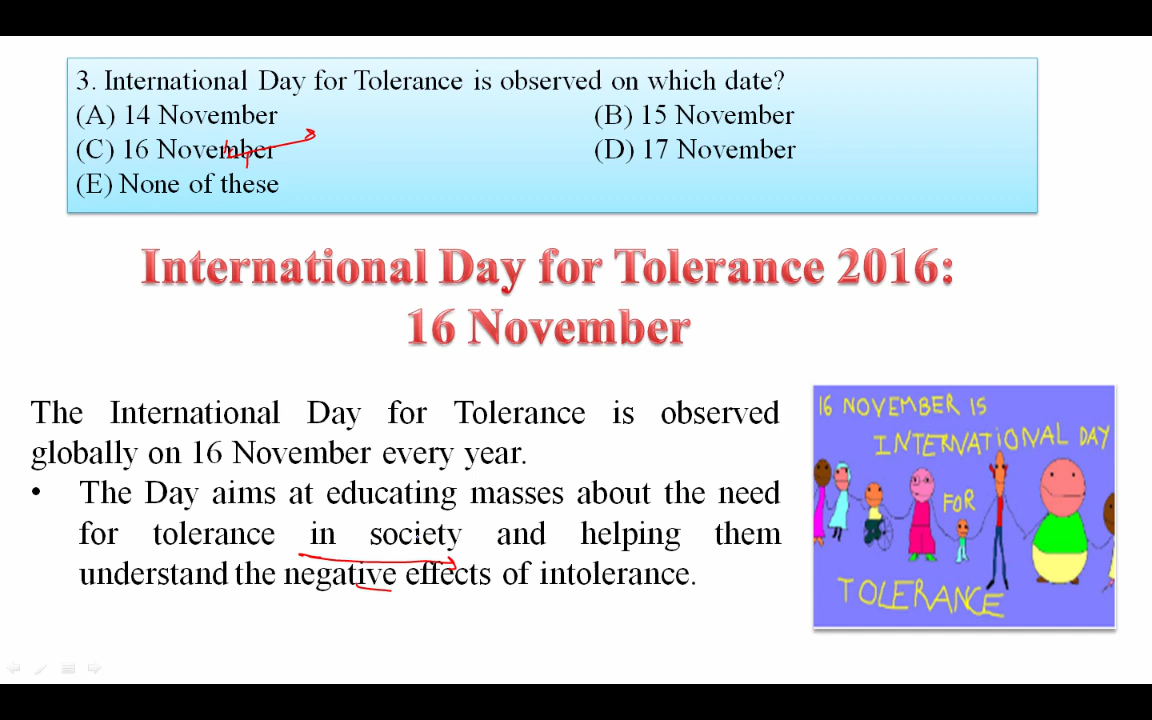 3. International Day for Tolerance is observed on which date?
(A) 14 November (B) 15 November
(C) 16 November (D) 17 November
(E) None of these
International Day for Tolerance 2016:
16 November
The International Day for Tolerance is observed
globally on 16 November every year.
• The Day aims at educating masses about the need
for tolerance in society and helping them
understand the negative effects of intolerance.
16 NOVEMBER IS
INTERNATIONAL DAY
FOR
TOLERANCE